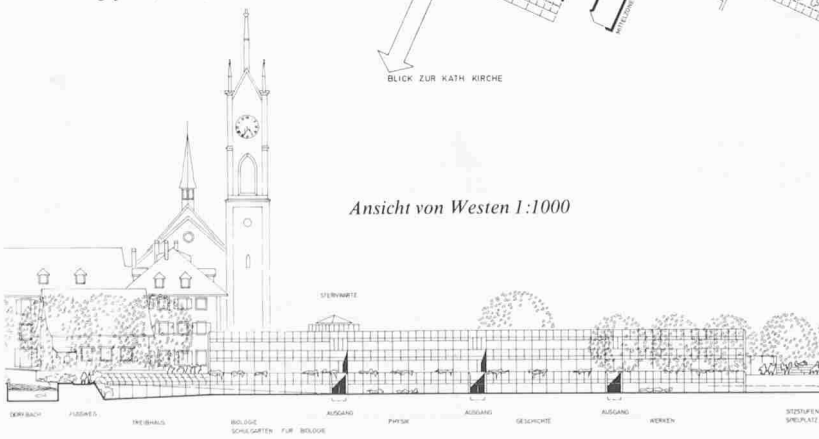 MITTELZONE
BLICK ZUR KATH KIRCHE
Ansicht von Westen 1:1000
STERNWARTE
DORFBACH FUSSWEG TREIBHAUS BIOLOGIE AUSGANG PHYSIK AUSGANG GESCHICHTE AUSGANG WERKEN SITZSTUFEN
SCHULGARTEN FUR BIOLOGIE SPIELPLATZ